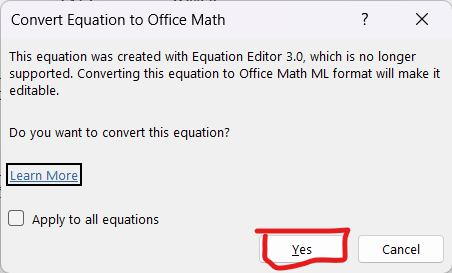 Convert Equation to Office Math ? ×
This equation was created with Equation Editor 3.0, which is no longer
supported. Converting this equation to Office Math ML format will make it
editable.
Do you want to convert this equation?
Learn More
Apply to all equations
Yes Cancel